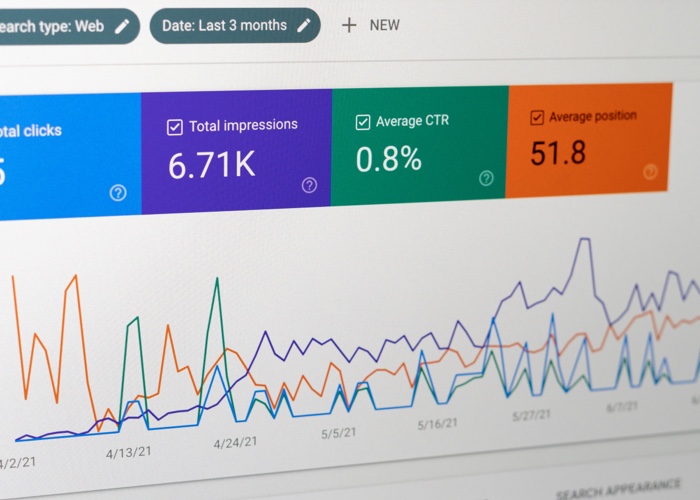 earch type: Web
Date: Last 3 months
+ NEW
otal clicks
5
Total impressions
6.71K
Average CTR
0.8%
Average position
51.8
4/2/21
4/13/21
4/24/21
5/5/21
5/16/21
5/27/21
6/7/21
SEARCH APPEARANCE